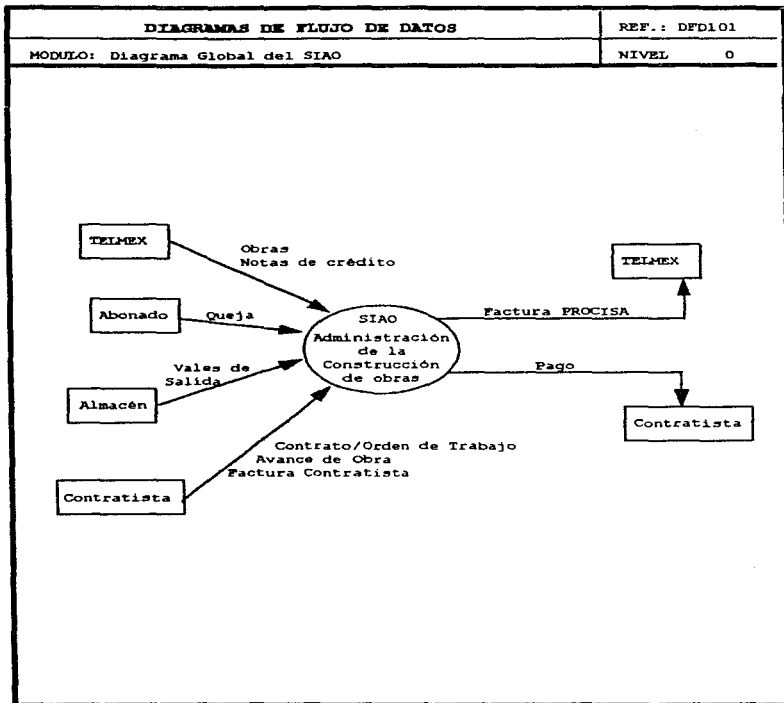 DIAGRAMAS DE FLUJO DE DATOS
REF.: DFD101
MODULO: Diagrama Global del SIAO
NIVEL 0
TELMEX
Obras
Notas de crédito
TELMEX
Abonado
Queja
SIAO
Administración
de la
Construcción
de obras
Factura PROCISA
Vales de
Salida
Pago
Almacén
Contratista
Contrato/Orden de Trabajo
Avance de Obra
Factura Contratista
Contratista